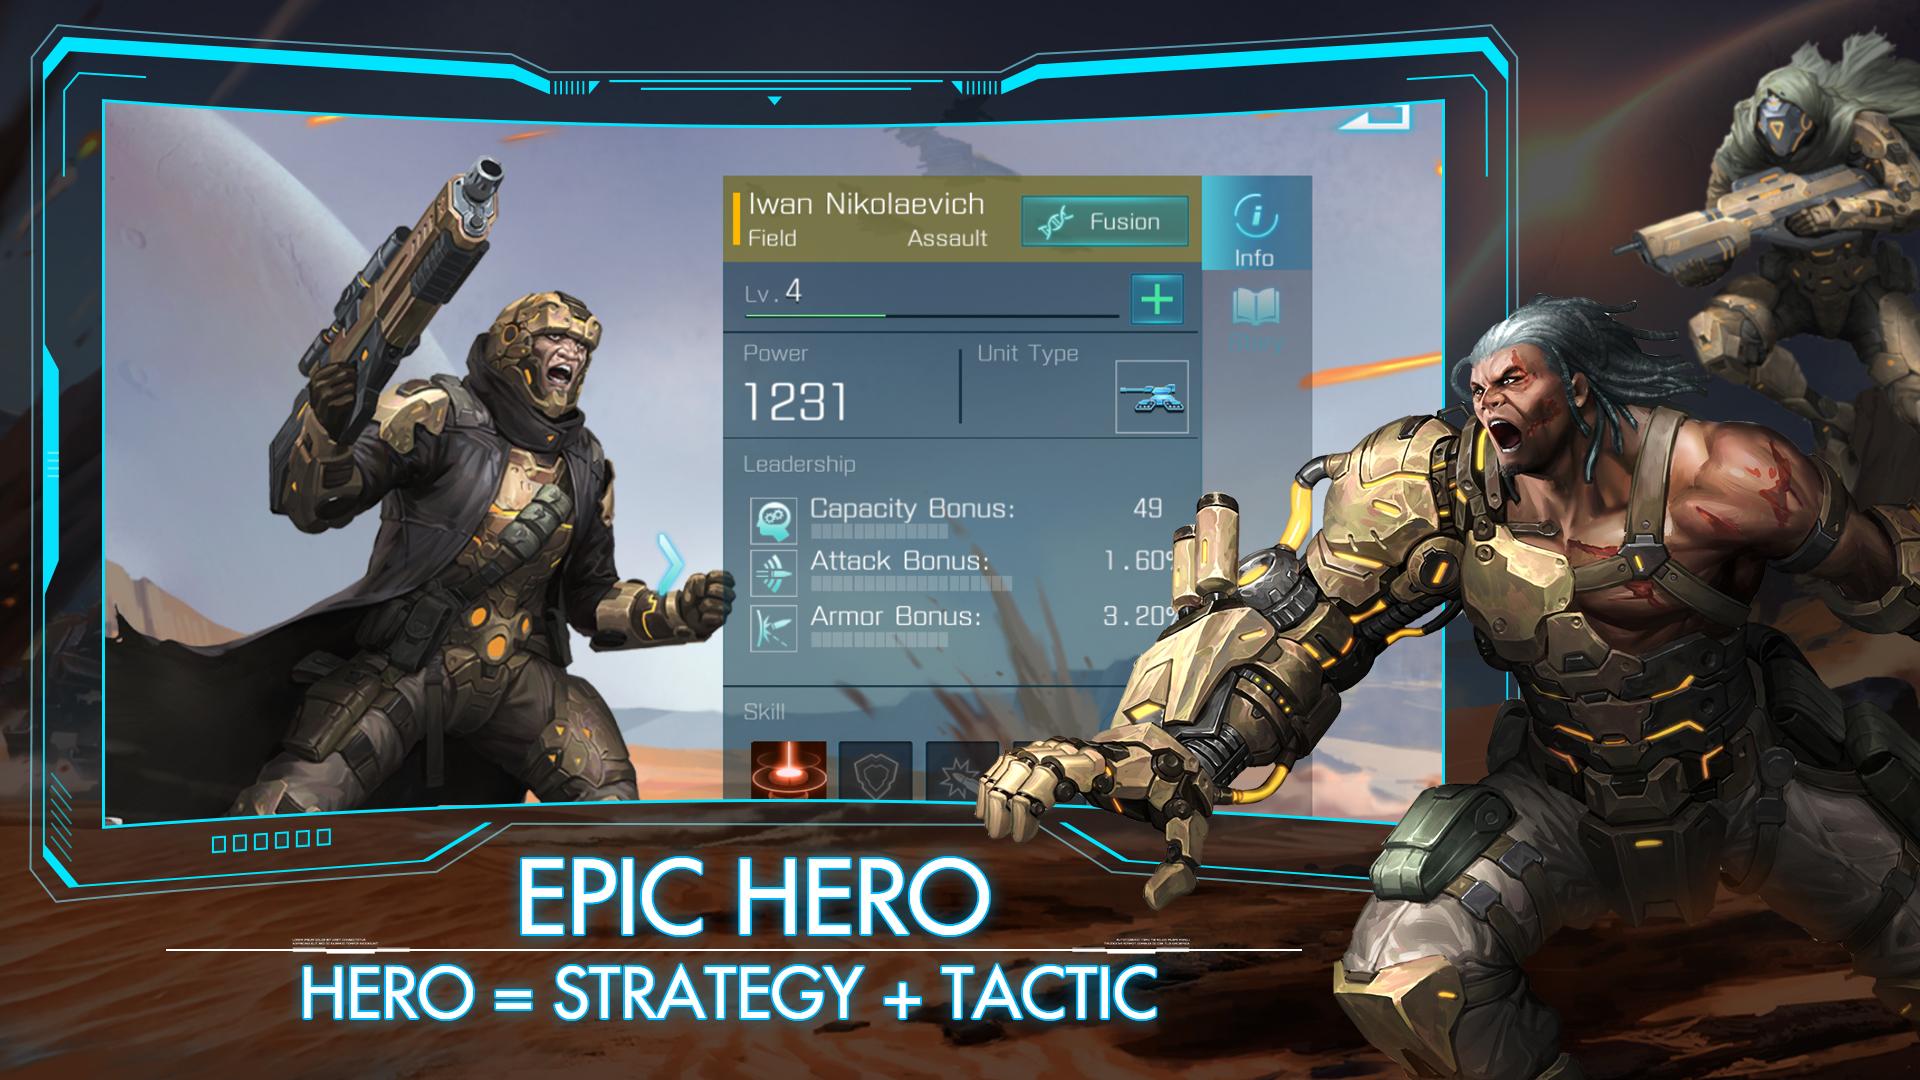 Iwan Nikolaevich
Field Assault
Fusion
Info
Lv.4
Power
1231
Unit Type
Leadership
Capacity Bonus: 49
Attack Bonus: 1.60%
Armor Bonus: 3.20%
Skill
EPIC HERO
HERO = STRATEGY + TACTIC